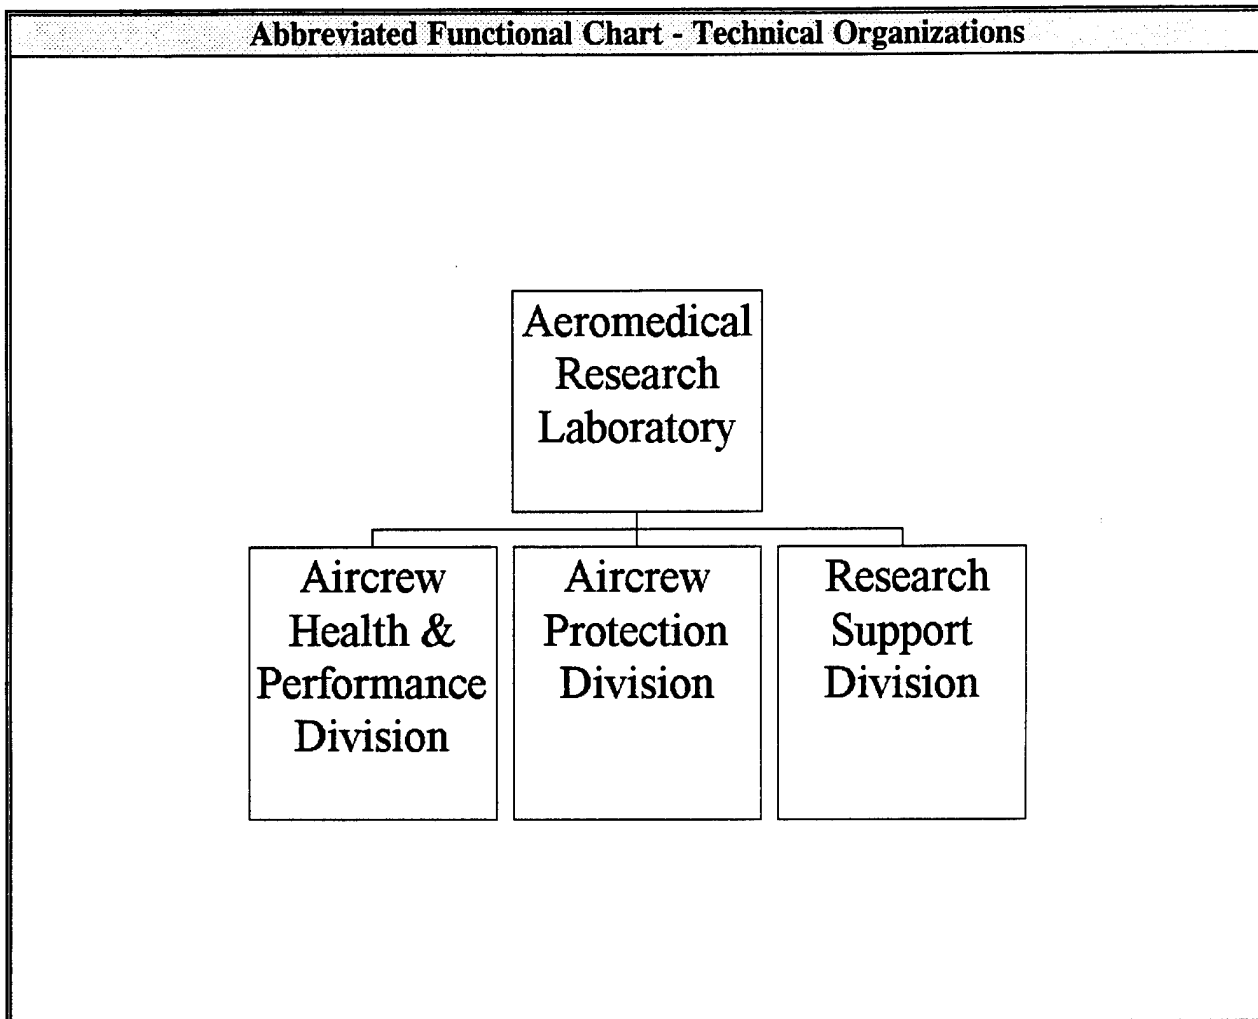 Abbreviated Functional Chart - Technical Organizations
Aeromedical
Research
Laboratory
Aircrew
Health &
Performance
Division
Aircrew
Protection
Division
Research
Support
Division